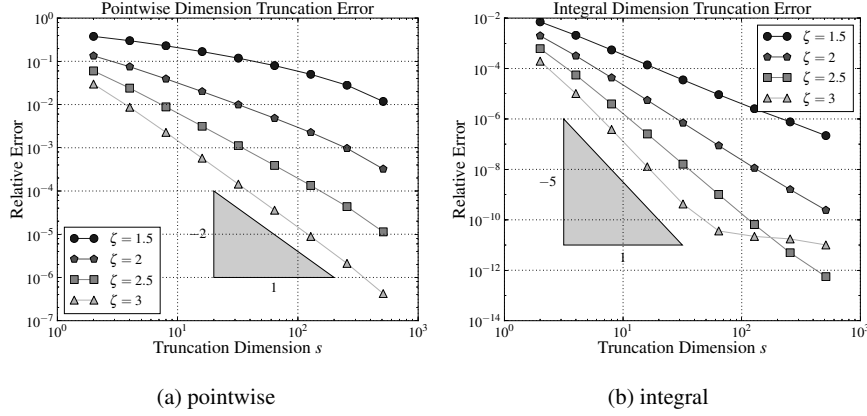 Pointwise Dimension Truncation Error
10^0
10^-1
10^-2
10^-3
10^-4
10^-5
10^-6
10^-7
Relative Error
ζ = 1.5
ζ = 2
ζ = 2.5
ζ = 3
−2
1
10^0 10^1 10^2 10^3
Truncation Dimension s
(a) pointwise
Integral Dimension Truncation Error
10^-2
10^-4
10^-6
10^-8
10^-10
10^-12
10^-14
Relative Error
ζ = 1.5
ζ = 2
ζ = 2.5
ζ = 3
−5
1
10^0 10^1 10^2 10^3
Truncation Dimension s
(b) integral